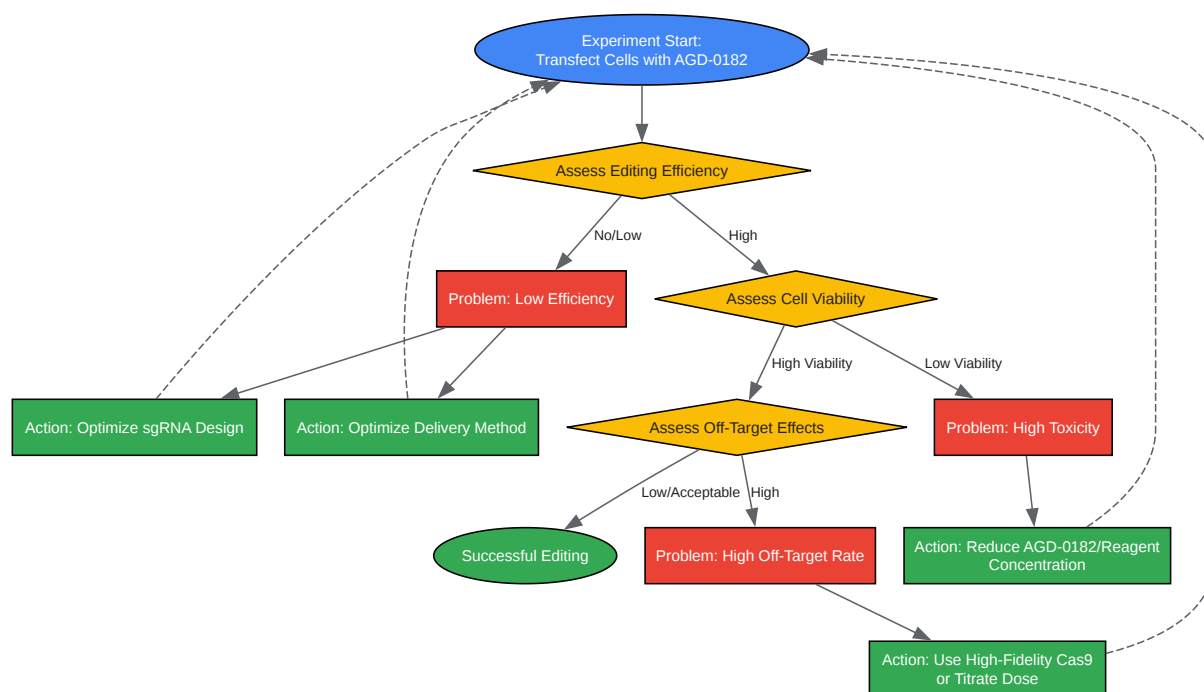 Experiment Start:
Transfect Cells with AGD-0182
Assess Editing Efficiency
No/Low
High
Problem: Low Efficiency
Assess Cell Viability
High Viability
Low Viability
Action: Optimize sgRNA Design
Action: Optimize Delivery Method
Assess Off-Target Effects
Problem: High Toxicity
Low/Acceptable
High
Successful Editing
Problem: High Off-Target Rate
Action: Reduce AGD-0182/Reagent
Concentration
Action: Use High-Fidelity Cas9
or Titrate Dose